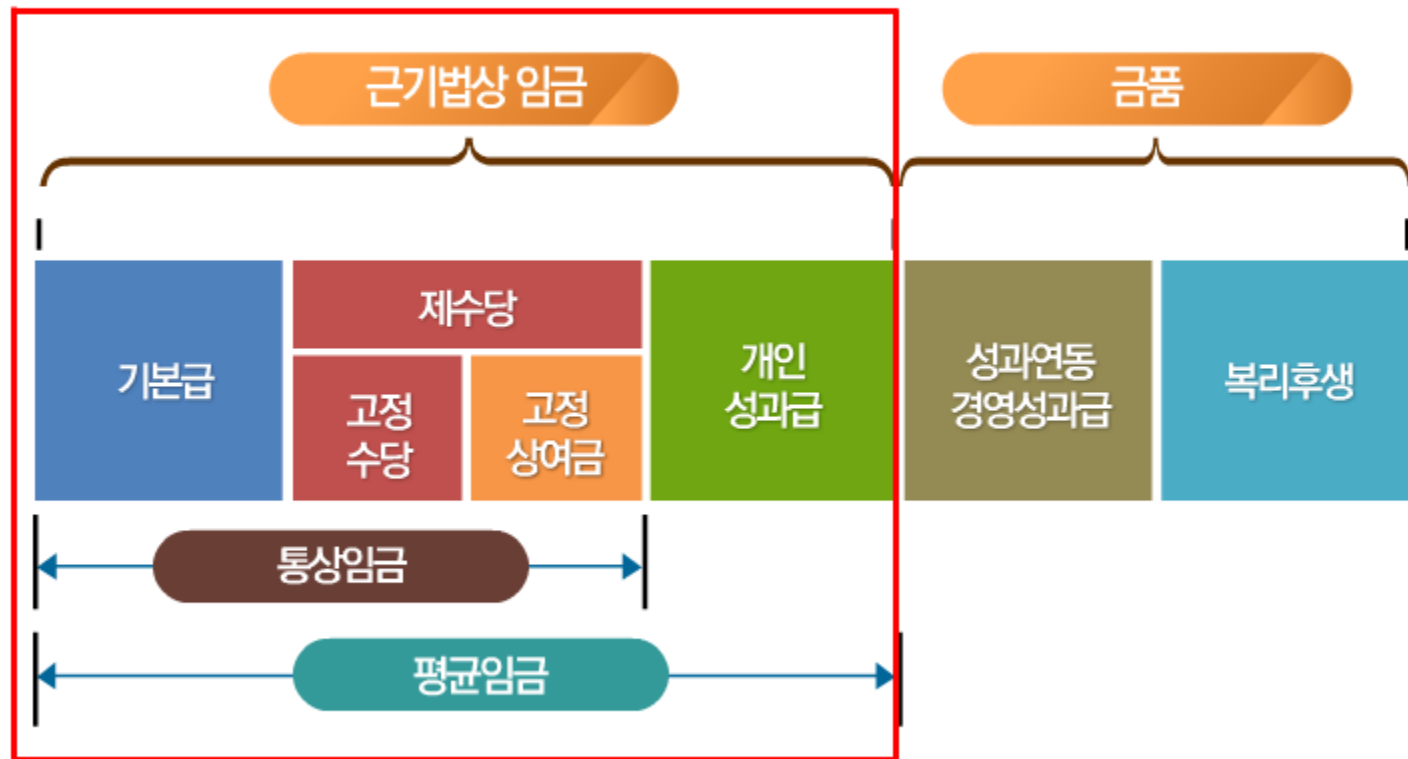 근기법상 임금
금품
기본급
제수당
고정
수당
고정
상여금
개인
성과급
성과연동
경영성과급
복리후생
통상임금
평균임금